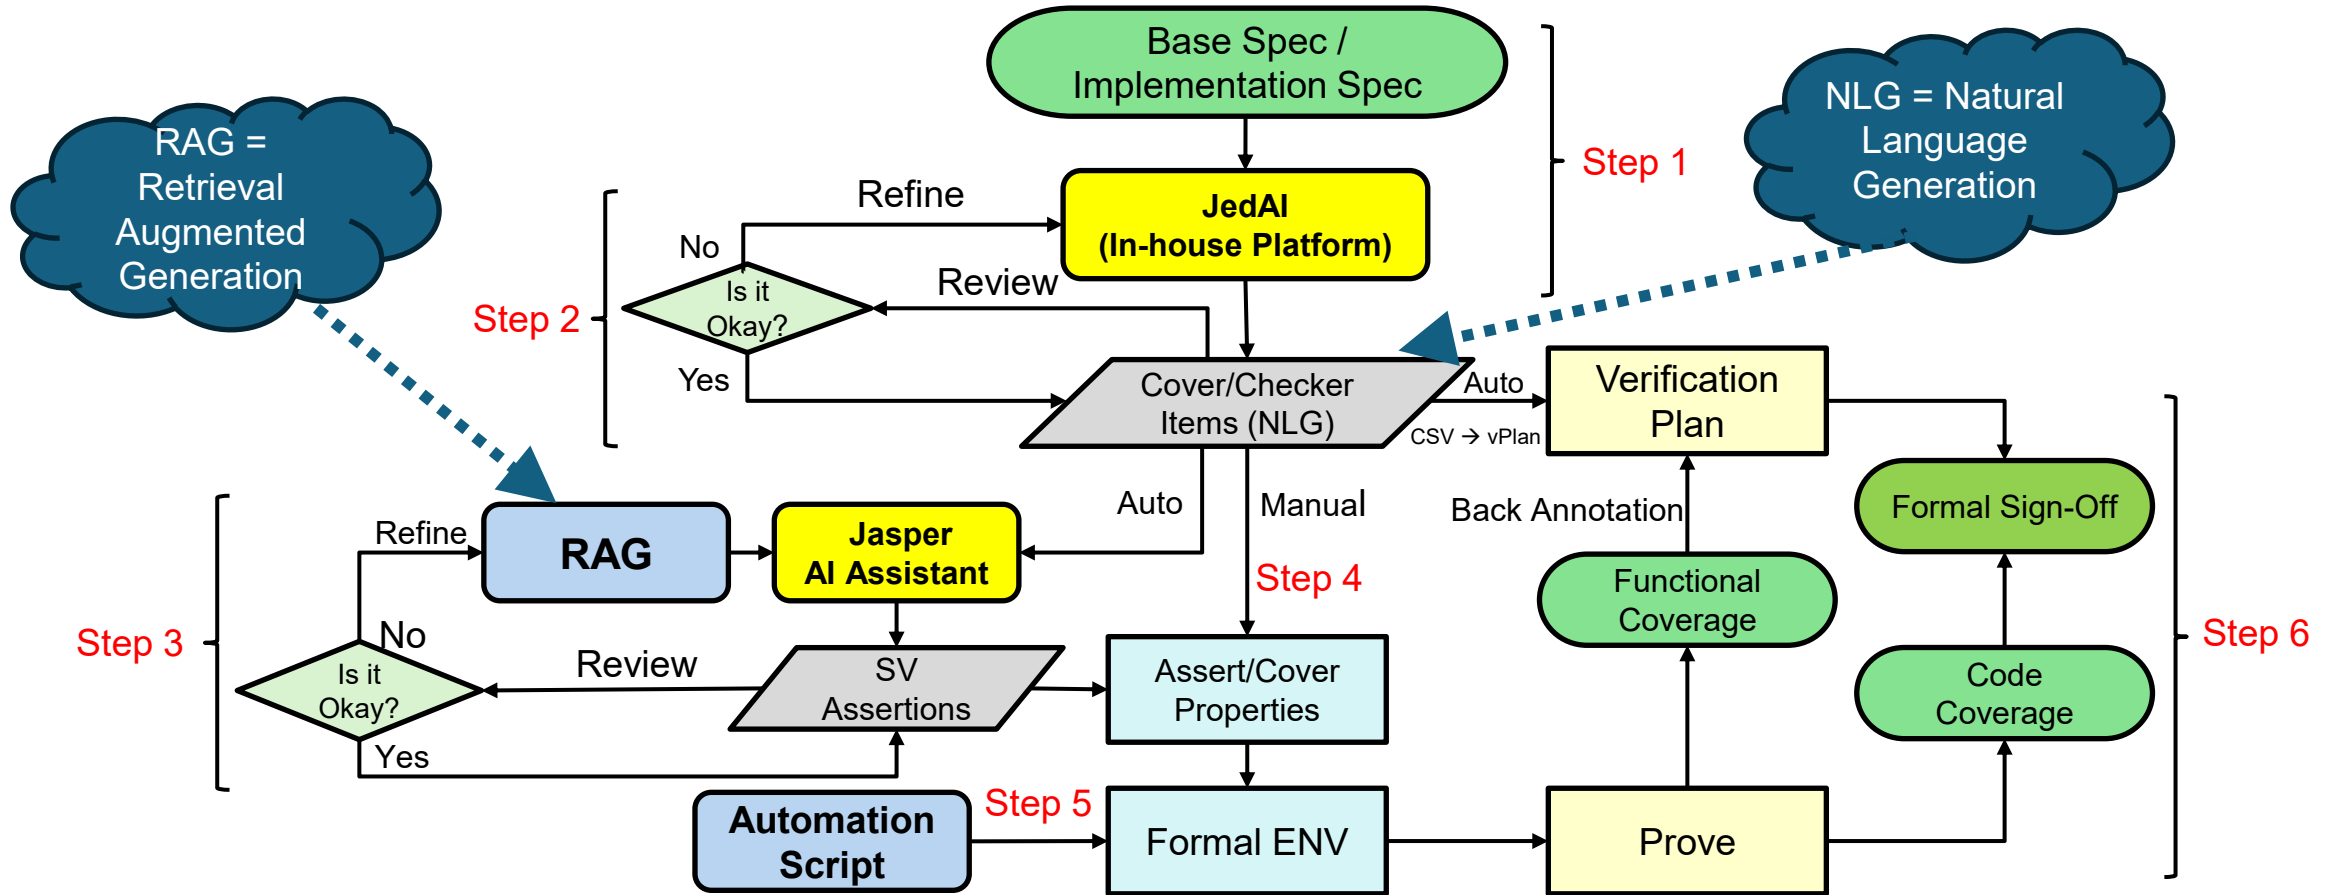 Base Spec /
Implementation Spec
Step 1
NLG = Natural
Language
Generation
RAG =
Retrieval
Augmented
Generation
Refine
JedAI
(In-house Platform)
No
Is it
Okay?
Review
Step 2
Yes
Cover/Checker
Items (NLG)
Auto
CSV → vPlan
Verification
Plan
Auto
Manual
Back Annotation
Formal Sign-Off
Refine
RAG
Jasper
AI Assistant
Step 4
Functional
Coverage
Step 3
No
Is it
Okay?
Review
SV
Assertions
Assert/Cover
Properties
Code
Coverage
Step 6
Yes
Automation
Script
Step 5
Formal ENV
Prove